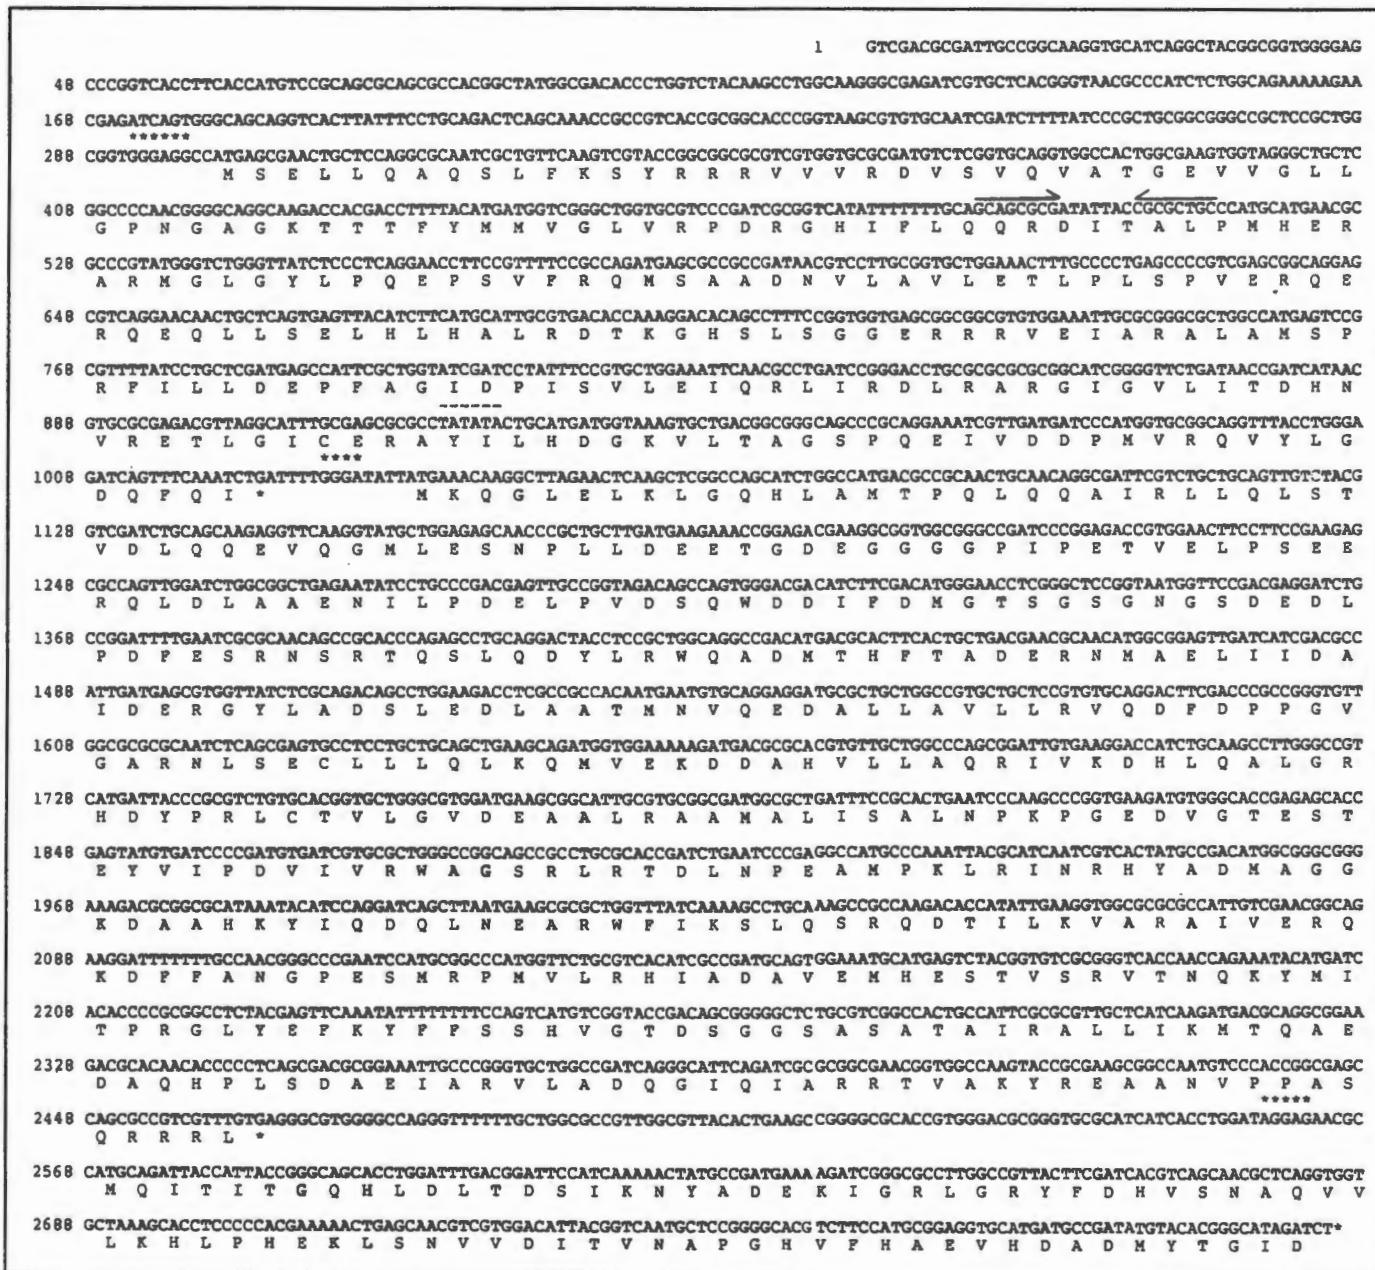 1 GTCGACGCGATTGCCGGCAAGGTGCATCAGGCTACGGCGGTGGGGAG
48 CCCGGTCACCTTCACCATGTCCGCAGCGCAGCGCCACGGCTATGGCGACACCCTGGTCTACAAGCCTGGCAAGGGCGAGATCGTGCTCACGGGTAACGCCCATCTCTGGCAGAAAAAGAA
168 CGAGATCAGTGGGCAGCAGGTCACTTATTTCCTGCAGACTCAGCAAACCGCCGTCACCGCGGCACCCGGTAAGCGTGTGCAATCGATCTTTTATCCCGCTGCGGCGGGCCGCTCCGCTGG
******
288 CGGTGGGAGGCCATGAGCGAACTGCTCCAGGCGCAATCGCTGTTCAAGTCGTACCGGCGGCGCGTCGTGGTGCGCGATGTCTCGGTGCAGGTGGCCACTGGCGAAGTGGTAGGGCTGCTC
M S E L L Q A Q S L F K S Y R R R V V V R D V S V Q V A T G E V V G L L
408 GGCCCCAACGGGGCAGGCAAGACCACGACCTTTTACATGATGGTCGGGCTGGTGCGTCCCGATCGCGGTCATATTTTTTTGCAGCAGCGCGATATTACCGCGCTGCCCATGCATGAACGC
G P N G A G K T T T F Y M M V G L V R P D R G H I F L Q Q R D I T A L P M H E R
528 GCCCGTATGGGTCTGGGTTATCTCCCTCAGGAACCTTCCGTTTTCCGCCAGATGAGCGCCGCCGATAACGTCCTTGCGGTGCTGGAAACTTTGCCCCTGAGCCCCGTCGAGCGGCAGGAG
A R M G L G Y L P Q E P S V F R Q M S A A D N V L A V L E T L P L S P V E R Q E
648 CGTCAGGAACAACTGCTCAGTGAGTTACATCTTCATGCATTGCGTGACACCAAAGGACACAGCCTTTCCGGTGGTGAGCGGCGGCGTGTGGAAATTGCGCGGGCGCTGGCCATGAGTCCG
R Q E Q L L S E L H L H A L R D T K G H S L S G G E R R R V E I A R A L A M S P
768 CGTTTTATCCTGCTCGATGAGCCATTCGCTGGTATCGATCCTATTTCCGTGCTGGAAATTCAACGCCTGATCCGGGACCTGCGCGCGCGCGGCATCGGGGTTCTGATAACCGATCATAAC
R F I L L D E P F A G I D P I S V L E I Q R L I R D L R A R G I G V L I T D H N
888 GTGCGCGAGACGTTAGGCATTTGCGAGCGCGCCTATATACTGCATGATGGTAAAGTGCTGACGGCGGGCAGCCCGCAGGAAATCGTTGATGATCCCATGGTGCGGCAGGTTTACCTGGGA
V R E T L G I C E R A Y I L H D G K V L T A G S P Q E I V D D P M V R Q V Y L G
****
1008 GATCAGTTTCAAATCTGATTTTGGGATATTATGAAACAAGGCTTAGAACTCAAGCTCGGCCAGCATCTGGCCATGACGCCGCAACTGCAACAGGCGATTCGTCTGCTGCAGTTGTCTACG
D Q F Q I * M K Q G L E L K L G Q H L A M T P Q L Q Q A I R L L Q L S T
1128 GTCGATCTGCAGCAAGAGGTTCAAGGTATGCTGGAGAGCAACCCGCTGCTTGATGAAGAAACCGGAGACGAAGGCGGTGGCGGGCCGATCCCGGAGACCGTGGAACTTCCTTCCGAAGAG
V D L Q Q E V Q G M L E S N P L L D E E T G D E G G G G P I P E T V E L P S E E
1248 CGCCAGTTGGATCTGGCGGCTGAGAATATCCTGCCCGACGAGTTGCCGGTAGACAGCCAGTGGGACGACATCTTCGACATGGGAACCTCGGGCTCCGGTAATGGTTCCGACGAGGATCTG
R Q L D L A A E N I L P D E L P V D S Q W D D I F D M G T S G S G N G S D E D L
1368 CCGGATTTTGAATCGCGCAACAGCCGCACCCAGAGCCTGCAGGACTACCTCCGCTGGCAGGCCGACATGACGCACTTCACTGCTGACGAACGCAACATGGCGGAGTTGATCATCGACGCC
P D F E S R N S R T Q S L Q D Y L R W Q A D M T H F T A D E R N M A E L I I D A
1488 ATTGATGAGCGTGGTTATCTCGCAGACAGCCTGGAAGACCTCGCCGCCACAATGAATGTGCAGGAGGATGCGCTGCTGGCCGTGCTGCTCCGTGTGCAGGACTTCGACCCGCCGGGTGTT
I D E R G Y L A D S L E D L A A T M N V Q E D A L L A V L L R V Q D F D P P G V
1608 GGCGCGCGCAATCTCAGCGAGTGCCTCCTGCTGCAGCTGAAGCAGATGGTGGAAAAAGATGACGCGCACGTGTTGCTGGCCCAGCGGATTGTGAAGGACCATCTGCAAGCCTTGGGCCGT
G A R N L S E C L L L Q L K Q M V E K D D A H V L L A Q R I V K D H L Q A L G R
1728 CATGATTACCCGCGTCTGTGCACGGTGCTGGGCGTGGATGAAGCGGCATTGCGTGCGGCGATGGCGCTGATTTCCGCACTGAATCCCAAGCCCGGTGAAGATGTGGGCACCGAGAGCACC
H D Y P R L C T V L G V D E A A L R A A M A L I S A L N P K P G E D V G T E S T
1848 GAGTATGTGATCCCCGATGTGATCGTGCGCTGGGCCGGCAGCCGCCTGCGCACCGATCTGAATCCCGAGGCCATGCCCAAATTACGCATCAATCGTCACTATGCCGACATGGCGGGCGGG
E Y V I P D V I V R W A G S R L R T D L N P E A M P K L R I N R H Y A D M A G G
1968 AAAGACGCGGCGCATAAATACATCCAGGATCAGCTTAATGAAGCGCGCTGGTTTATCAAAAGCCTGCAAAGCCGCCAAGACACCATATTGAAGGTGGCGCGCGCCATTGTCGAACGGCAG
K D A A H K Y I Q D Q L N E A R W F I K S L Q S R Q D T I L K V A R A I V E R Q
2088 AAGGATTTTTTTGCCAACGGGCCCGAATCCATGCGGCCCATGGTTCTGCGTCACATCGCCGATGCAGTGGAAATGCATGAGTCTACGGTGTCGCGGGTCACCAACCAGAAATACATGATC
K D F F A N G P E S M R P M V L R H I A D A V E M H E S T V S R V T N Q K Y M I
2208 ACACCCCGCGGCCTCTACGAGTTCAAATATTTTTTTTCCAGTCATGTCGGTACCGACAGCGGGGGCTCTGCGTCGGCCACTGCCATTCGCGCGTTGCTCATCAAGATGACGCAGGCGGAA
T P R G L Y E F K Y F F S S H V G T D S G G S A S A T A I R A L L I K M T Q A E
2328 GACGCACAACACCCCCTCAGCGACGCGGAAATTGCCCGGGTGCTGGCCGATCAGGGCATTCAGATCGCGCGGCGAACGGTGGCCAAGTACCGCGAAGCGGCCAATGTCCCACCGGCGAGC
D A Q H P L S D A E I A R V L A D Q G I Q I A R R T V A K Y R E A A N V P P A S
*****
2448 CAGCGCCGTCGTTTGTGAGGGCGTGGGGCCAGGGTTTTTTGCTGGCGCCGTTGGCGTTACACTGAAGCCGGGGCGCACCGTGGGACGCGGGTGCGCATCATCACCTGGATAGGAGAACGC
Q R R R L *
2568 CATGCAGATTACCATTACCGGGCAGCACCTGGATTTGACGGATTCCATCAAAAACTATGCCGATGAAAAGATCGGGCGCCTTGGCCGTTACTTCGATCACGTCAGCAACGCTCAGGTGGT
M Q I T I T G Q H L D L T D S I K N Y A D E K I G R L G R Y F D H V S N A Q V V
2688 GCTAAAGCACCTCCCCCACGAAAAACTGAGCAACGTCGTGGACATTACGGTCAATGCTCCGGGGCACGTCTTCCATGCGGAGGTGCATGATGCCGATATGTACACGGGCATAGATCT*
L K H L P H E K L S N V V D I T V N A P G H V F H A E V H D A D M Y T G I D